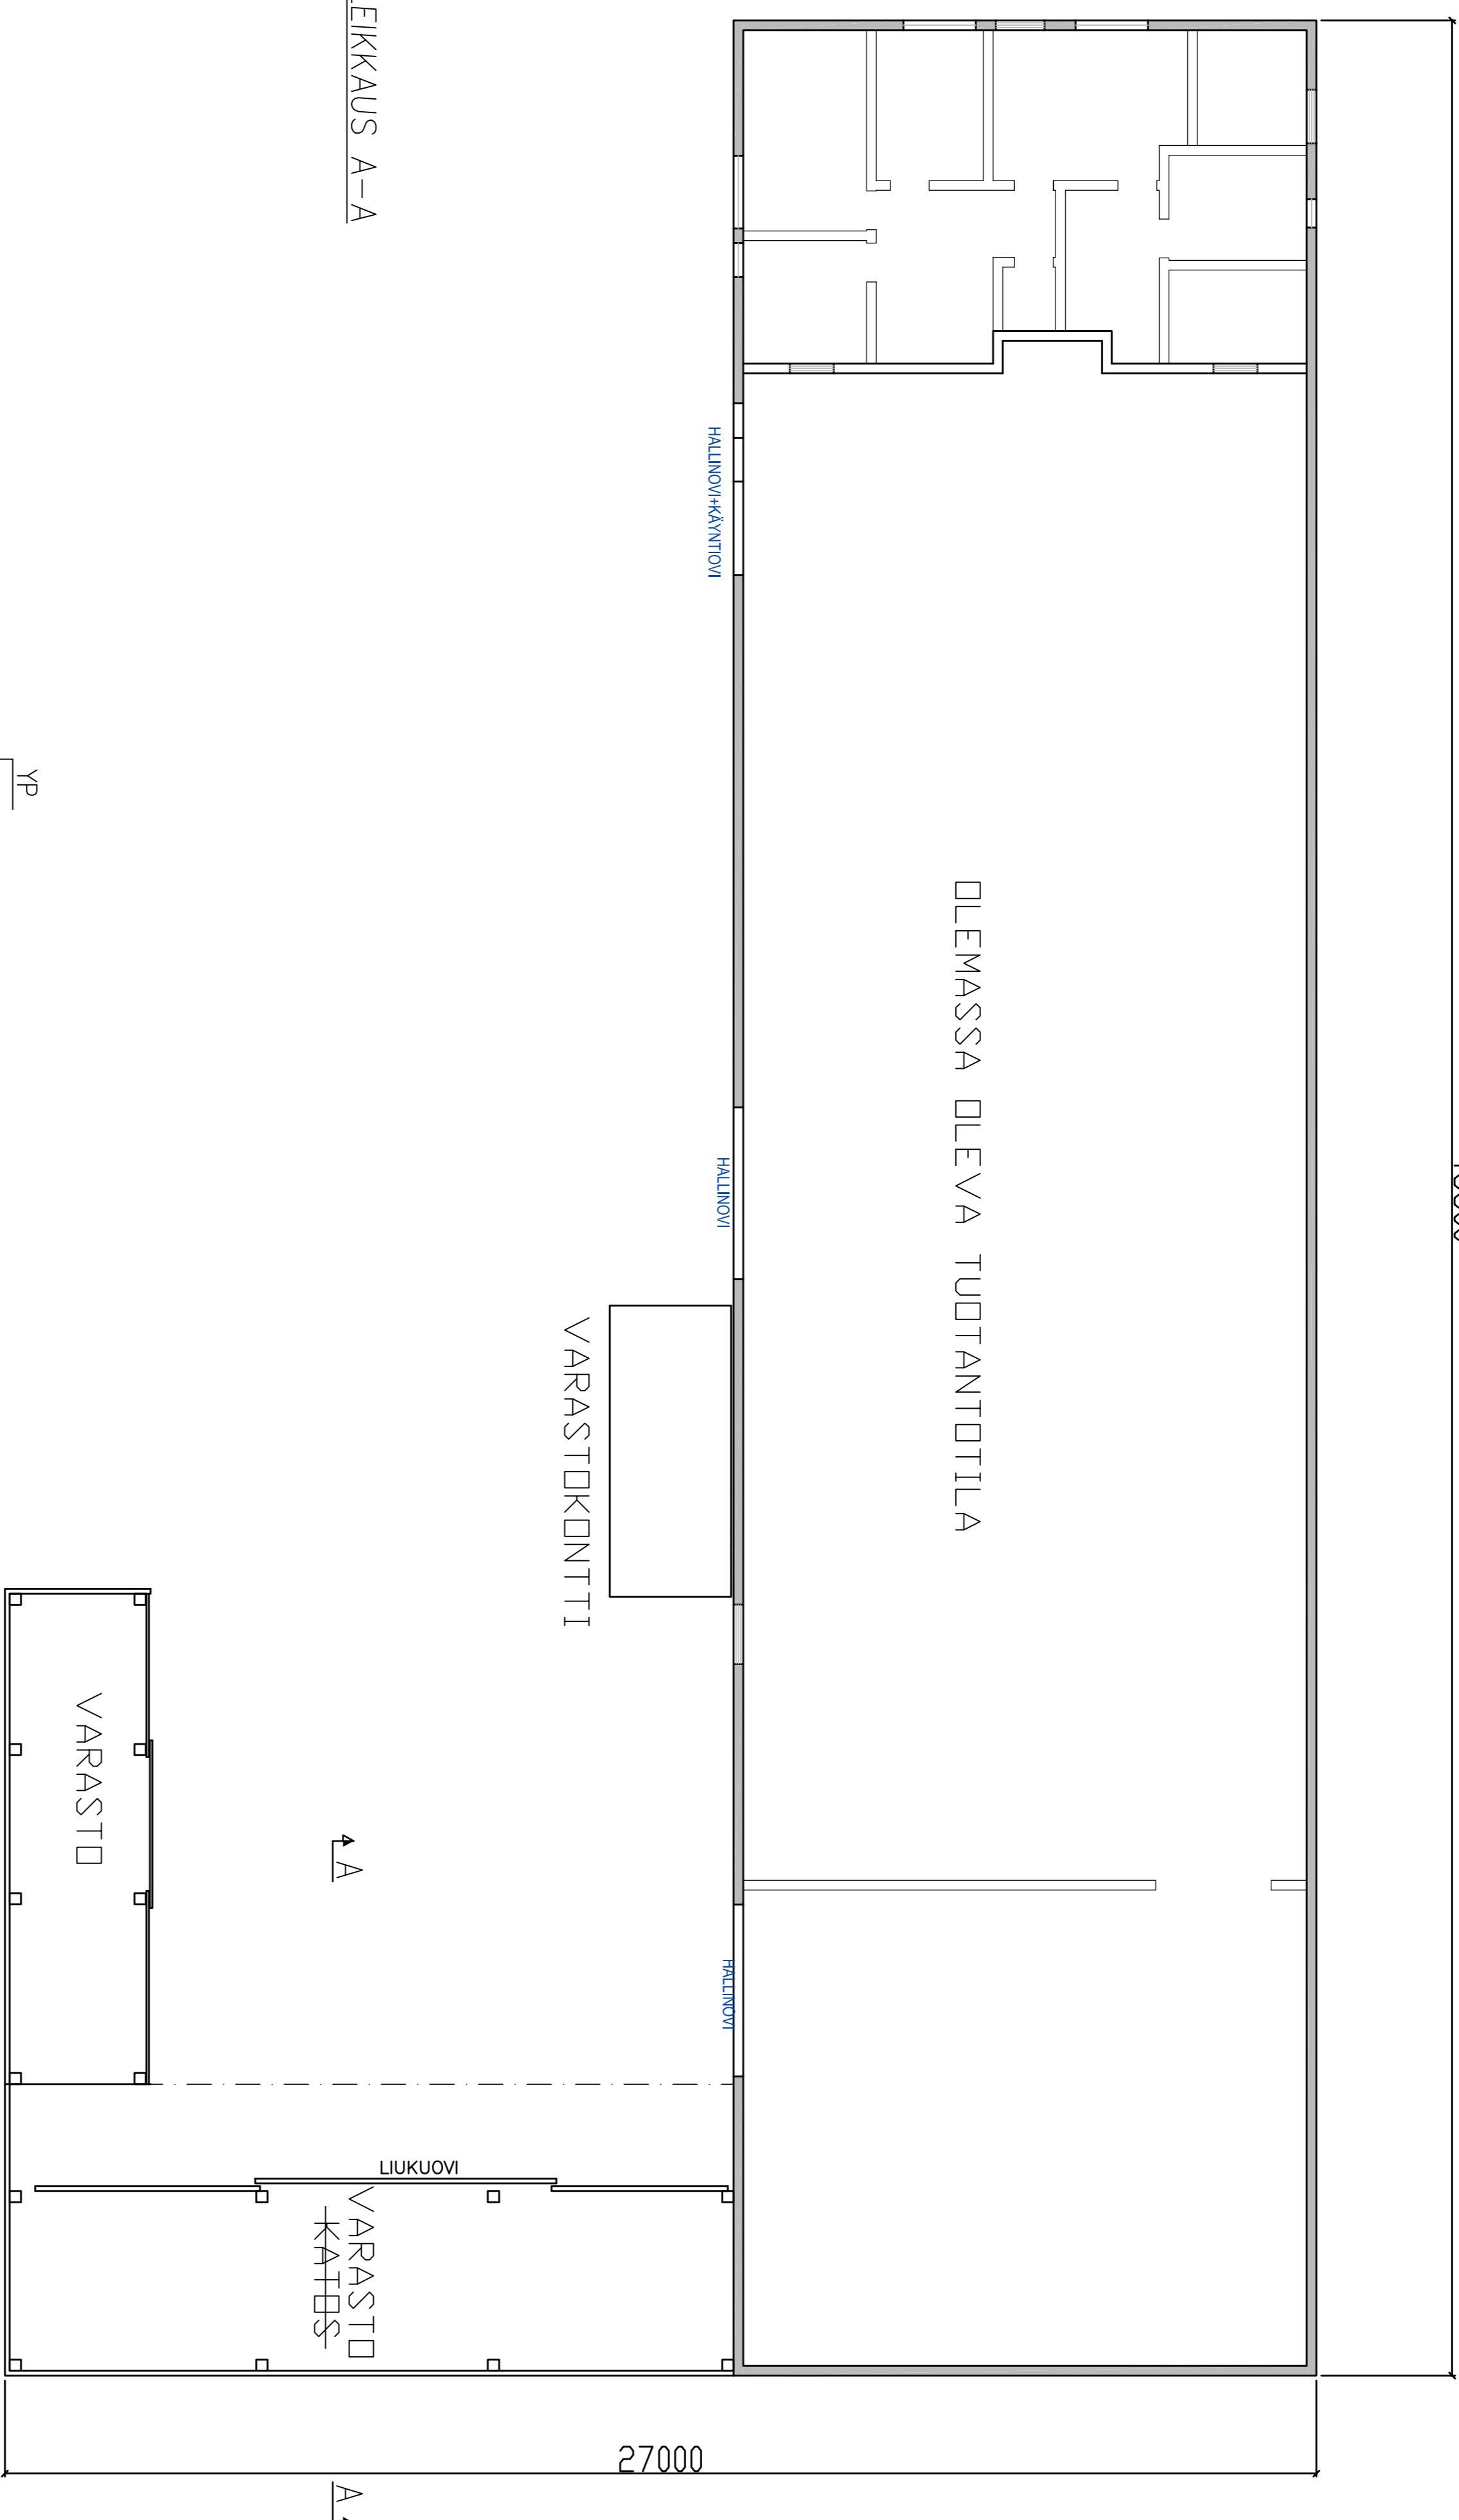 LEIKKAUS A-A
YP
HALLINOVI+KÄYNTIOVI
OLEMASSA OLEVA TUOTANTOTILA
HALLINOVI
VARASTOKONTTI
VARASTO
A
HALLINOVI
LIUKUOVI
VARASTO
KATOS
27000
A